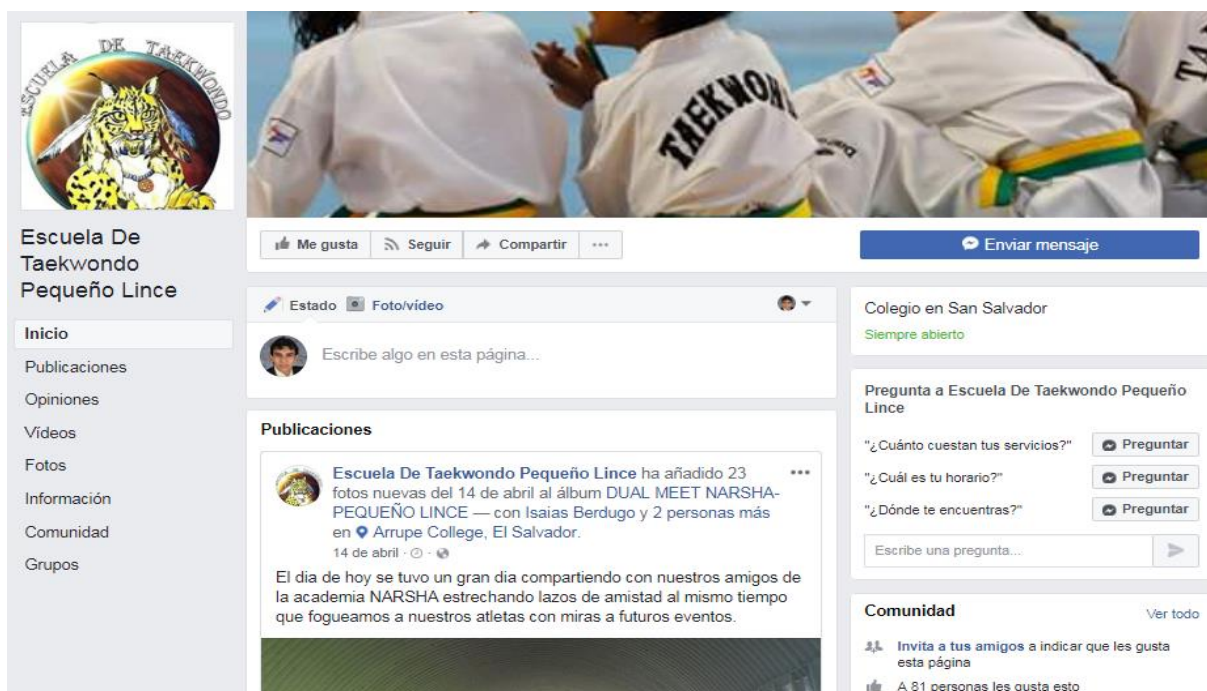 ESCUELA DE TAEKWONDO
TAEKWON
TA
Escuela De
Taekwondo
Pequeño Lince
Inicio
Publicaciones
Opiniones
Vídeos
Fotos
Información
Comunidad
Grupos
Me gusta
Seguir
Compartir
Enviar mensaje
Estado
Foto/vídeo
Escribe algo en esta página...
Publicaciones
Escuela De Taekwondo Pequeño Lince ha añadido 23
fotos nuevas del 14 de abril al álbum DUAL MEET NARSHA-
PEQUEÑO LINCE — con Isaias Berdugo y 2 personas más
en Arrupe College, El Salvador.
14 de abril ·
El dia de hoy se tuvo un gran dia compartiendo con nuestros amigos de
la academia NARSHA estrechando lazos de amistad al mismo tiempo
que fogueamos a nuestros atletas con miras a futuros eventos.
Colegio en San Salvador
Siempre abierto
Pregunta a Escuela De Taekwondo Pequeño
Lince
"¿Cuánto cuestan tus servicios?" Preguntar
"¿Cuál es tu horario?" Preguntar
"¿Dónde te encuentras?" Preguntar
Escribe una pregunta...
Comunidad Ver todo
Invita a tus amigos a indicar que les gusta
esta página
A 81 personas les gusta esto